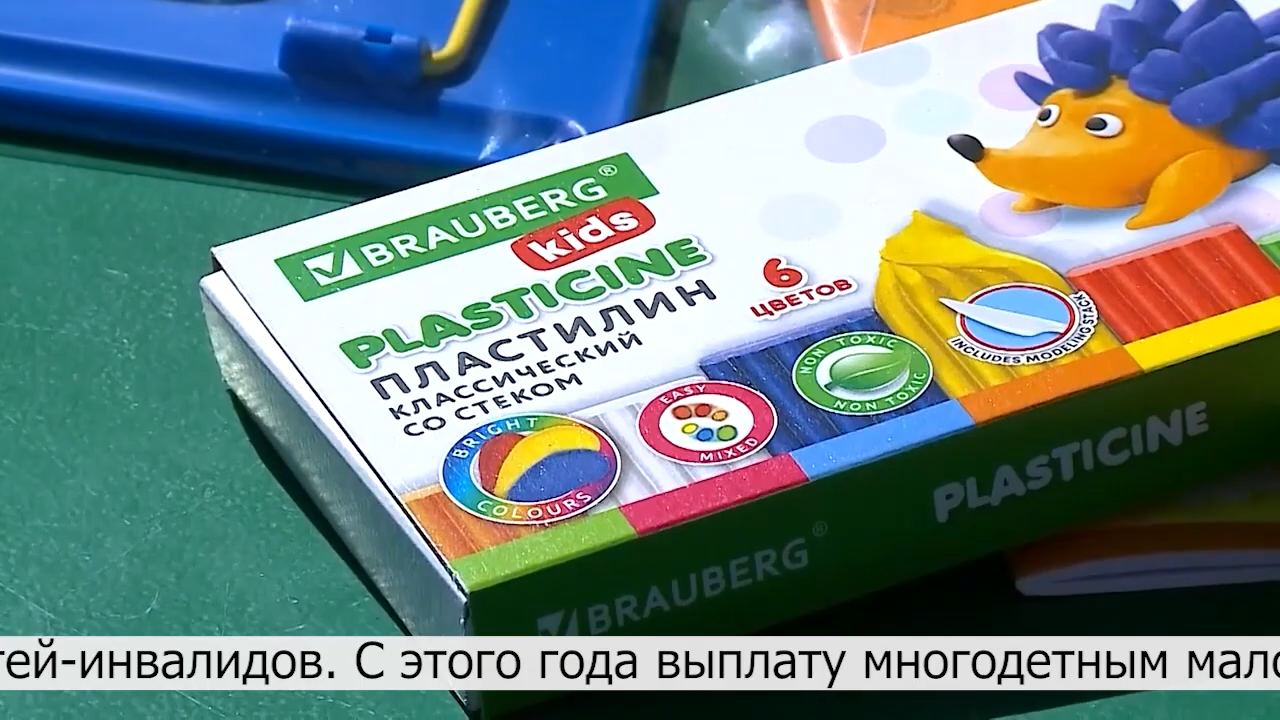 BRAUBERG®
kids
PLASTICINE
ПЛАСТИЛИН
КЛАССИЧЕСКИЙ
СО СТЕКОМ
6
ЦВЕТОВ
BRIGHT
COLOURS
EASY
MIXED
NON TOXIC
NON TOXIC
INCLUDES MODELING STACK
PLASTICINE
BRAUBERG®
тей-инвалидов. С этого года выплату многодетным мало